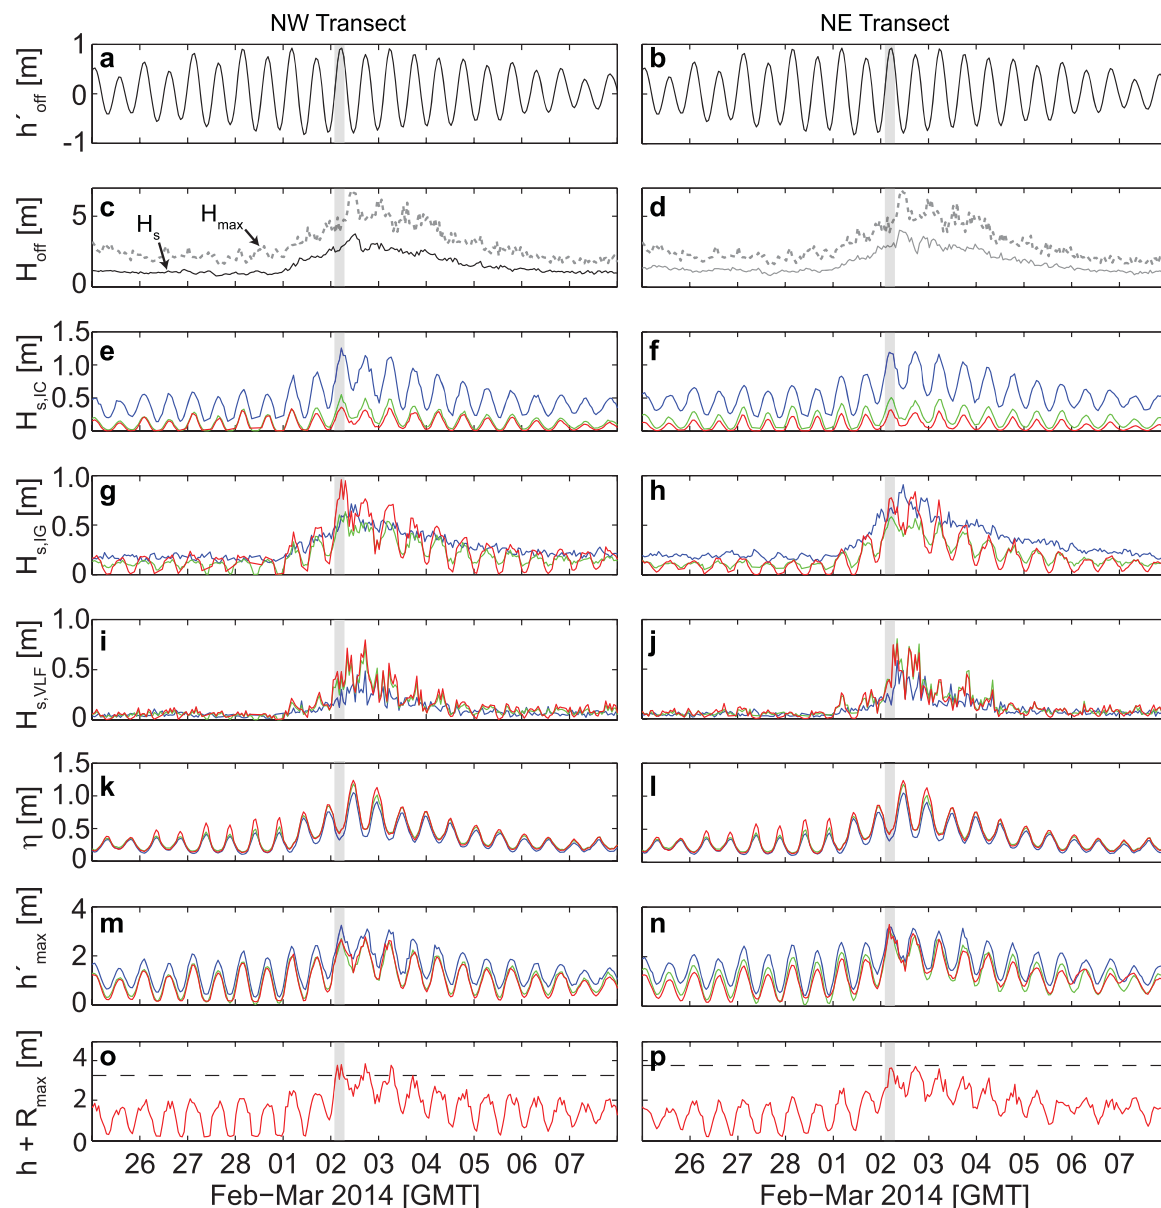 NW Transect
NE Transect
a
b
h′off [m]
1
0
-1
c
d
Hs
Hmax
Hoff [m]
5
0
e
f
Hs,IC [m]
1.5
1.0
0.5
0
g
h
Hs,IG [m]
1.0
0.5
0
i
j
Hs,VLF [m]
1.0
0.5
0
k
l
η [m]
1.5
1.0
0.5
0
m
n
h′max [m]
4
2
0
o
p
h + Rmax [m]
4
2
0
26 27 28 01 02 03 04 05 06 07
26 27 28 01 02 03 04 05 06 07
Feb−Mar 2014 [GMT]
Feb−Mar 2014 [GMT]